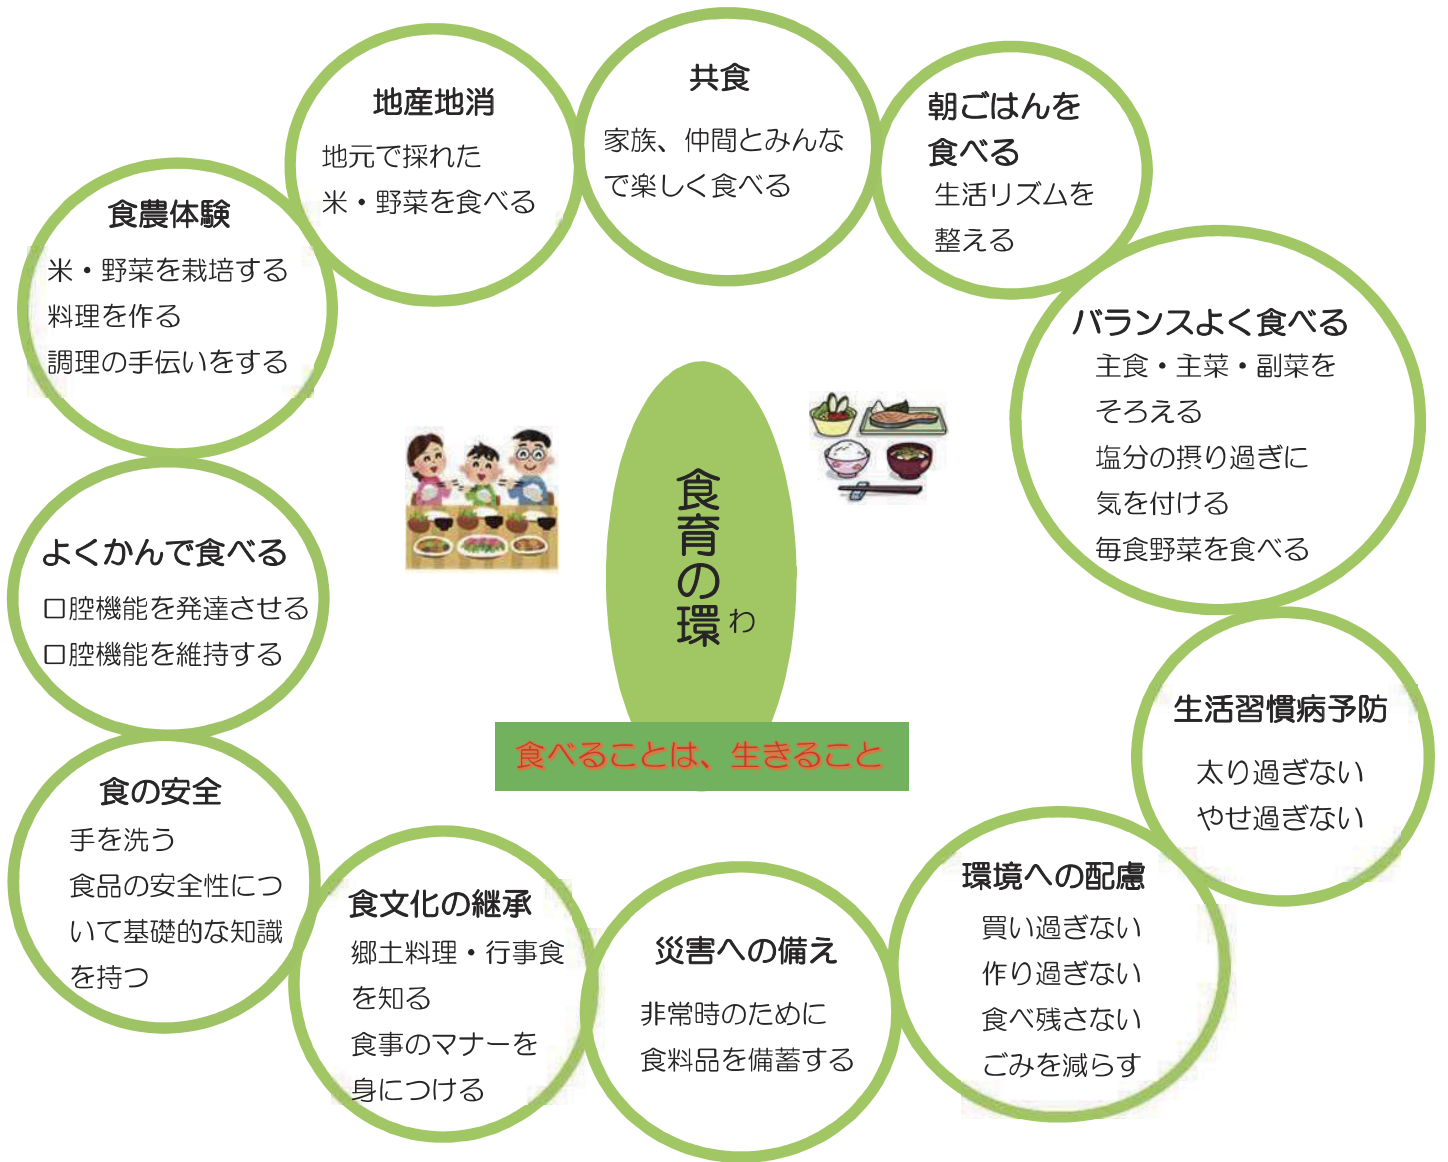 共食
家族、仲間とみんな
で楽しく食べる
朝ごはんを
食べる
生活リズムを
整える
バランスよく食べる
主食・主菜・副菜を
そろえる
塩分の摂り過ぎに
気を付ける
毎食野菜を食べる
生活習慣病予防
太り過ぎない
やせ過ぎない
環境への配慮
買い過ぎない
作り過ぎない
食べ残さない
ごみを減らす
災害への備え
非常時のために
食料品を備蓄する
食文化の継承
郷土料理・行事食
を知る
食事のマナーを
身につける
食の安全
手を洗う
食品の安全性につ
いて基礎的な知識
を持つ
よくかんで食べる
口腔機能を発達させる
口腔機能を維持する
食農体験
米・野菜を栽培する
料理を作る
調理の手伝いをする
地産地消
地元で採れた
米・野菜を食べる
食育の環
わ
食べることは、生きること